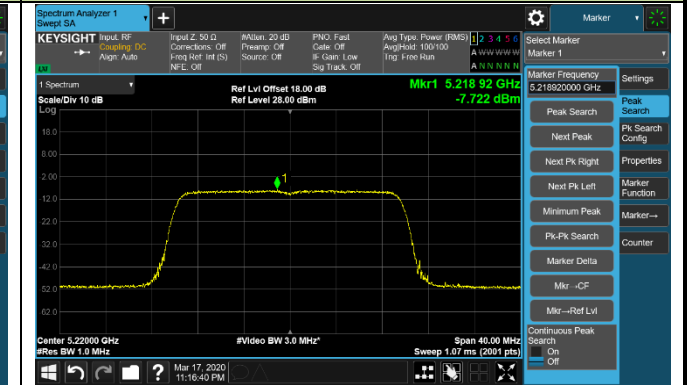 Spectrum Analyzer 1
Swept SA
Marker
KEYSIGHT
Input: RF
Coupling: DC
Align: Auto
Input Z: 50 Ω
Corrections: Off
Freq Ref: Int (S)
NFE: Off
#Atten: 20 dB
Preamp: Off
Source: Off
PNO: Fast
Gate: Off
IF Gain: Low
Sig Track: Off
Avg Type: Power (RMS)
Avg|Hold: 100/100
Trig: Free Run
1 2 3 4 5 6
A W W W W W
A N N N N N
LU
Select Marker
Marker 1
1 Spectrum
Scale/Div 10 dB
Log
Ref Lvl Offset 18.00 dB
Ref Level 28.00 dBm
Mkr1 5.218 92 GHz
-7.722 dBm
1
18.0
8.00
-2.00
-12.0
-22.0
-32.0
-42.0
-52.0
-62.0
Center 5.22000 GHz
#Res BW 1.0 MHz
#Video BW 3.0 MHz*
Span 40.00 MHz
Sweep 1.07 ms (2001 pts)
Marker Frequency
5.218920000 GHz
Peak Search
Next Peak
Next Pk Right
Next Pk Left
Minimum Peak
Pk-Pk Search
Marker Delta
Mkr→CF
Mkr→Ref Lvl
Continuous Peak
Search
On
Off
Settings
Peak
Search
Pk Search
Config
Properties
Marker
Function
Marker→
Counter
?
Mar 17, 2020
11:16:40 PM